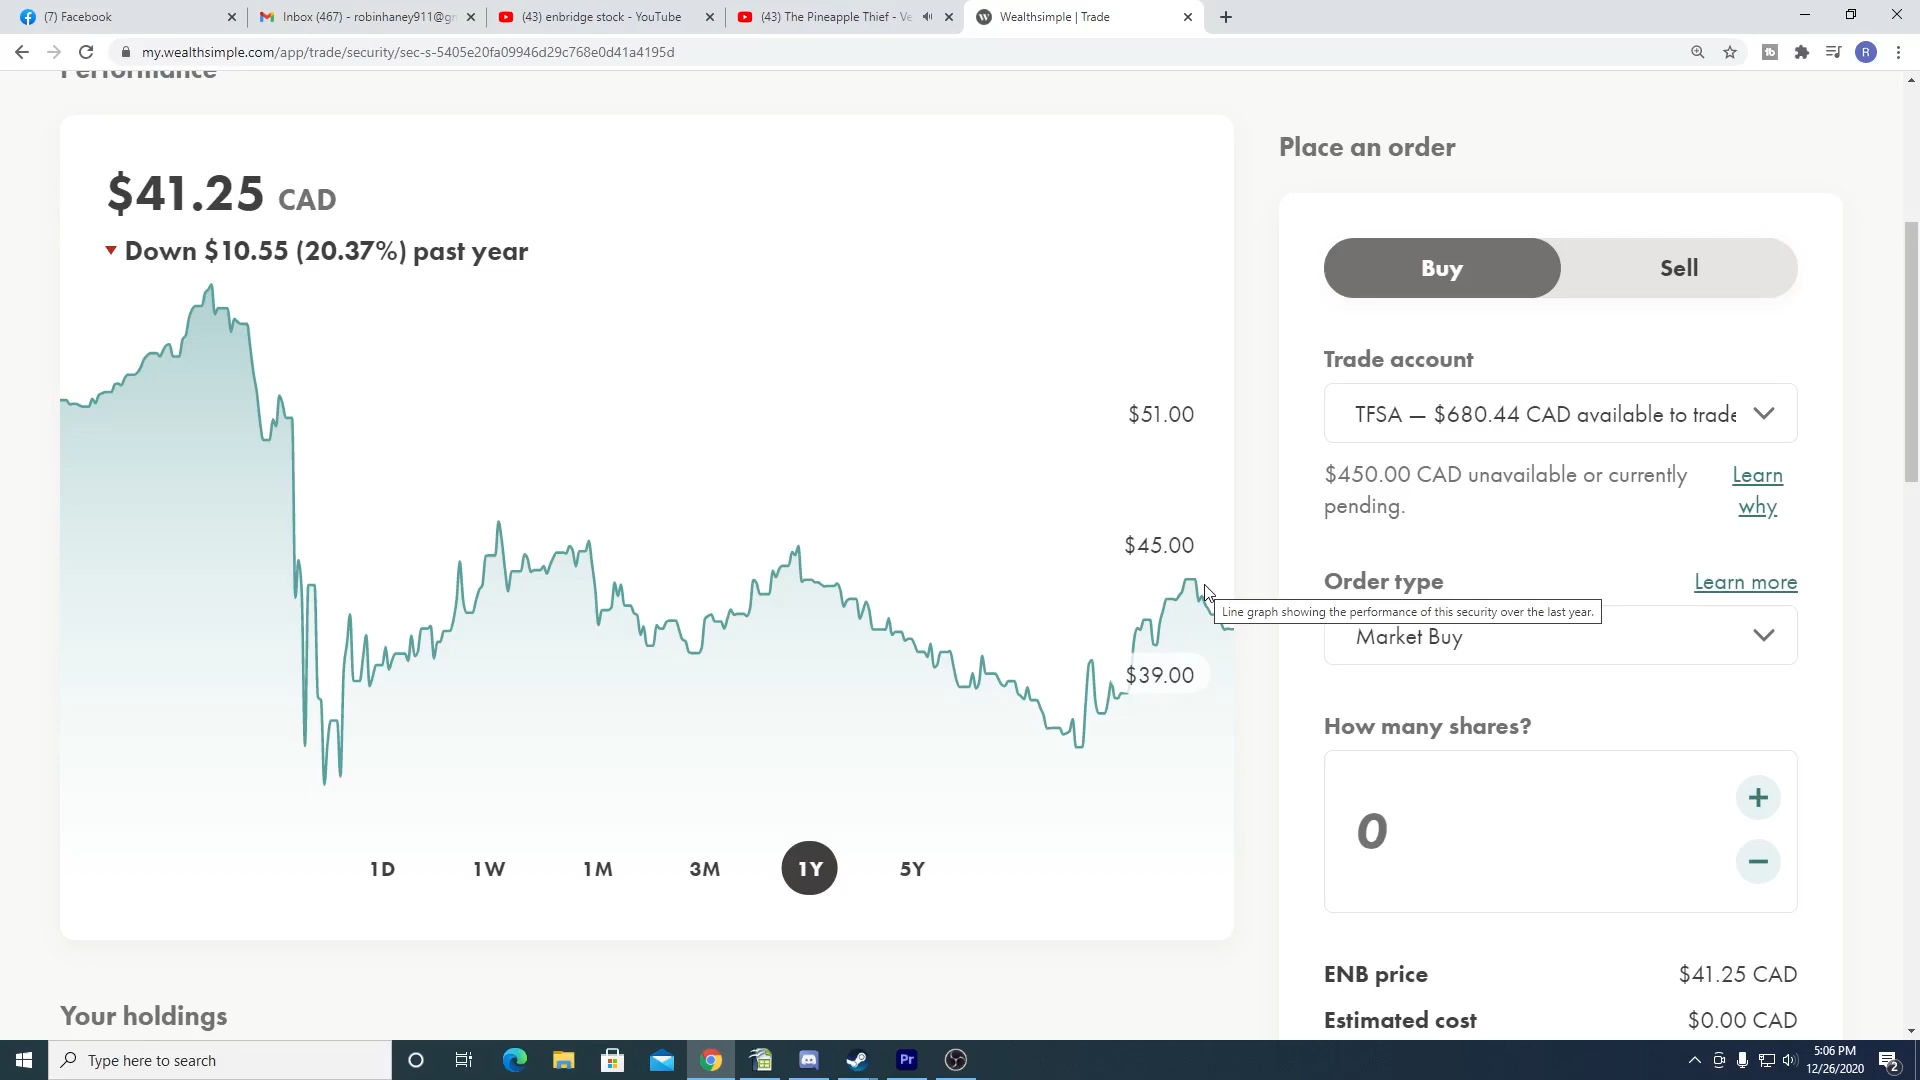 (7) Facebook
Inbox (467) - robinhaney911@gm
(43) enbridge stock - YouTube
(43) The Pineapple Thief - Ve
Wealthsimple | Trade
my.wealthsimple.com/app/trade/security/sec-s-5405e20fa09946d29c768e0d41a4195d
R
Performance
$41.25 CAD
Down $10.55 (20.37%) past year
$51.00
$45.00
$39.00
Line graph showing the performance of this security over the last year.
1D 1W 1M 3M 1Y 5Y
Your holdings
Place an order
Buy Sell
Trade account
TFSA — $680.44 CAD available to trade
$450.00 CAD unavailable or currently pending.
Learn why
Order type Learn more
Market Buy
How many shares?
0
ENB price $41.25 CAD
Estimated cost $0.00 CAD
Type here to search
Pr
5:06 PM
12/26/2020
2